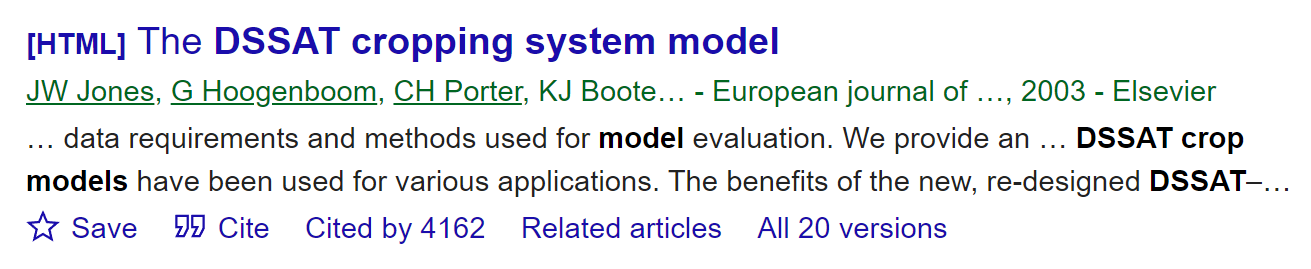 [HTML] The DSSAT cropping system model
JW Jones, G Hoogenboom, CH Porter, KJ Boote… - European journal of …, 2003 - Elsevier
… data requirements and methods used for model evaluation. We provide an … DSSAT crop
models have been used for various applications. The benefits of the new, re-designed DSSAT–…
Save Cite Cited by 4162 Related articles All 20 versions